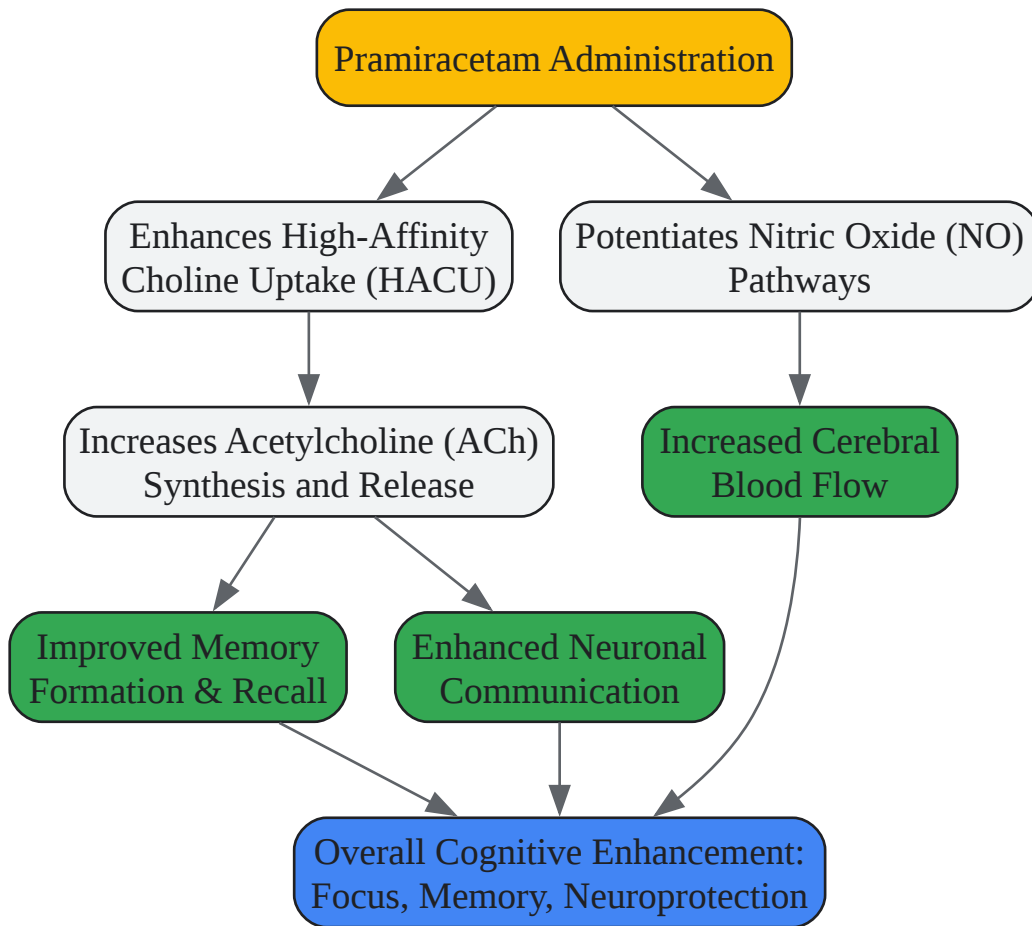 Pramiracetam Administration
Enhances High-Affinity
Choline Uptake (HACU)
Potentiates Nitric Oxide (NO)
Pathways
Increases Acetylcholine (ACh)
Synthesis and Release
Increased Cerebral
Blood Flow
Improved Memory
Formation & Recall
Enhanced Neuronal
Communication
Overall Cognitive Enhancement:
Focus, Memory, Neuroprotection